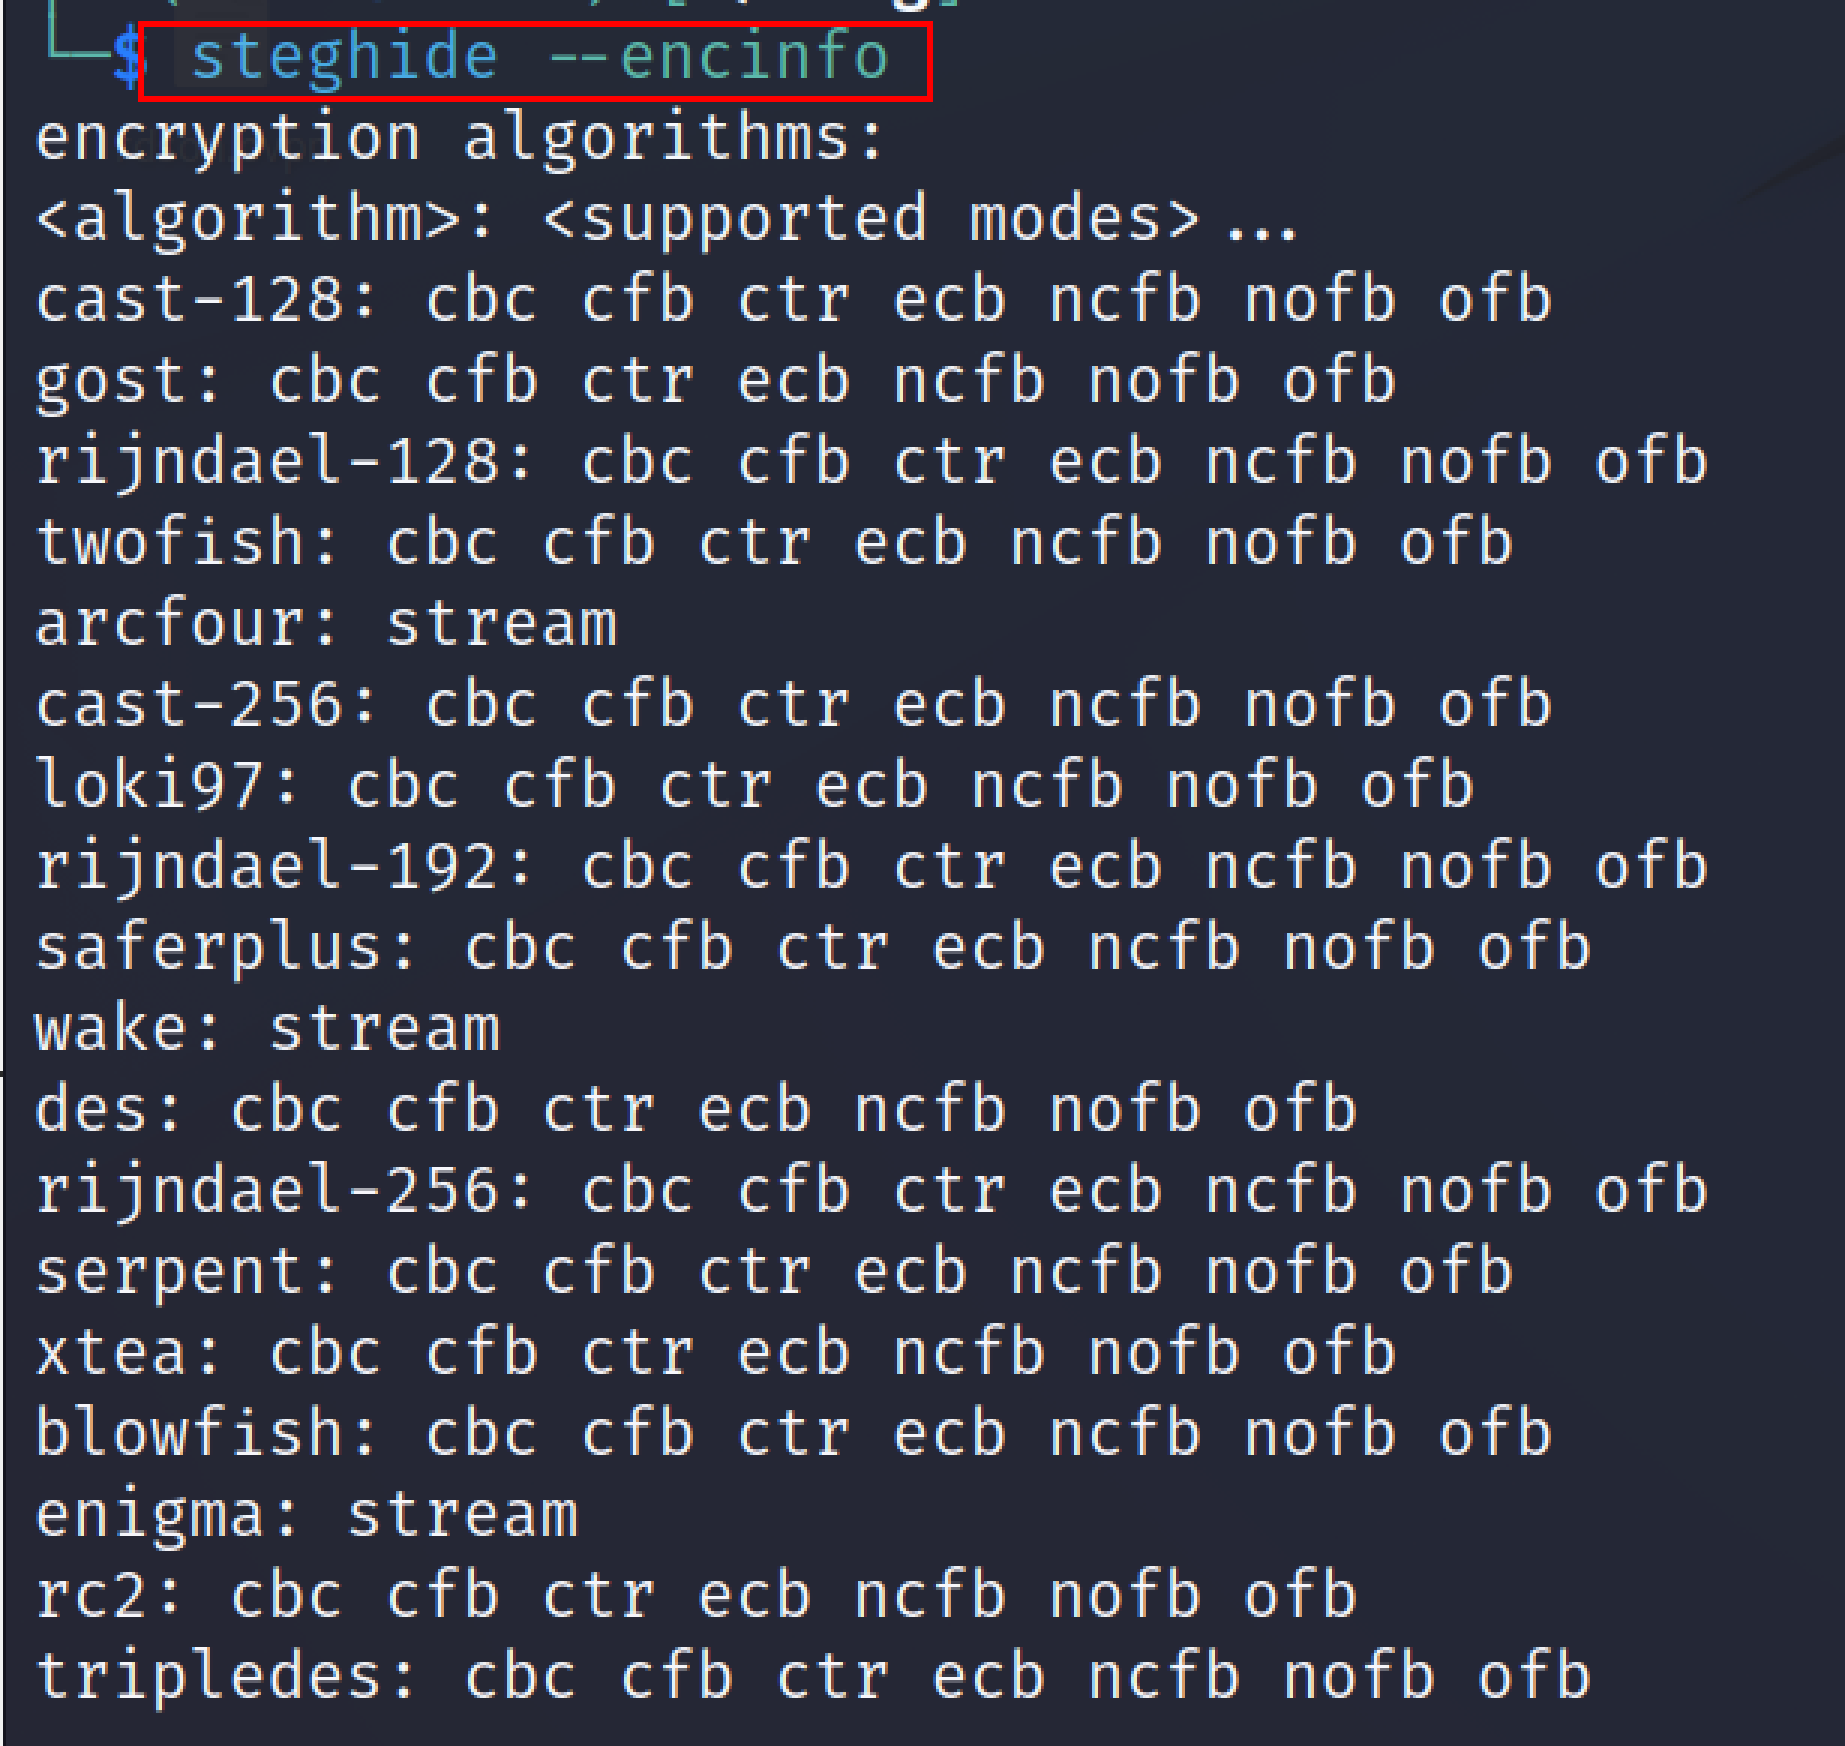 $ steghide --encinfo
encryption algorithms:
<algorithm>: <supported modes>...
cast-128: cbc cfb ctr ecb ncfb nofb ofb
gost: cbc cfb ctr ecb ncfb nofb ofb
rijndael-128: cbc cfb ctr ecb ncfb nofb ofb
twofish: cbc cfb ctr ecb ncfb nofb ofb
arcfour: stream
cast-256: cbc cfb ctr ecb ncfb nofb ofb
loki97: cbc cfb ctr ecb ncfb nofb ofb
rijndael-192: cbc cfb ctr ecb ncfb nofb ofb
saferplus: cbc cfb ctr ecb ncfb nofb ofb
wake: stream
des: cbc cfb ctr ecb ncfb nofb ofb
rijndael-256: cbc cfb ctr ecb ncfb nofb ofb
serpent: cbc cfb ctr ecb ncfb nofb ofb
xtea: cbc cfb ctr ecb ncfb nofb ofb
blowfish: cbc cfb ctr ecb ncfb nofb ofb
enigma: stream
rc2: cbc cfb ctr ecb ncfb nofb ofb
tripledes: cbc cfb ctr ecb ncfb nofb ofb